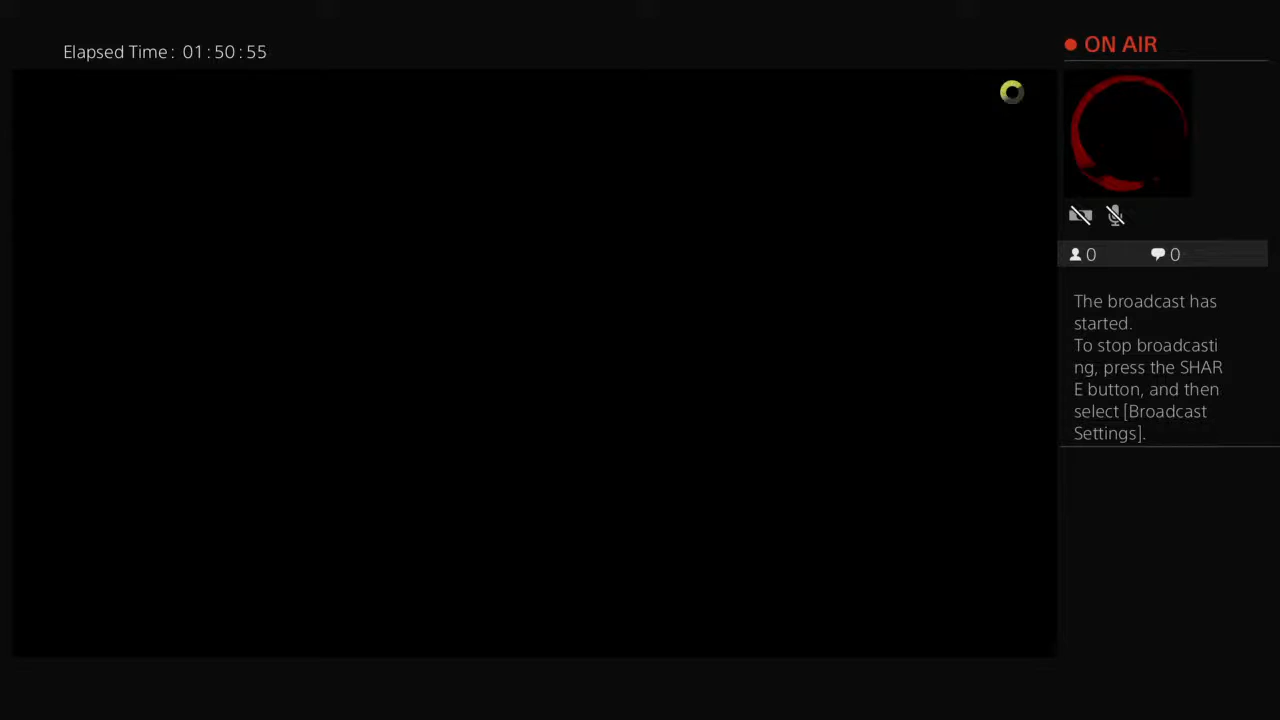 Elapsed Time: 01:50:55
ON AIR
0 0
The broadcast has
started.
To stop broadcasti
ng, press the SHAR
E button, and then
select [Broadcast
Settings].